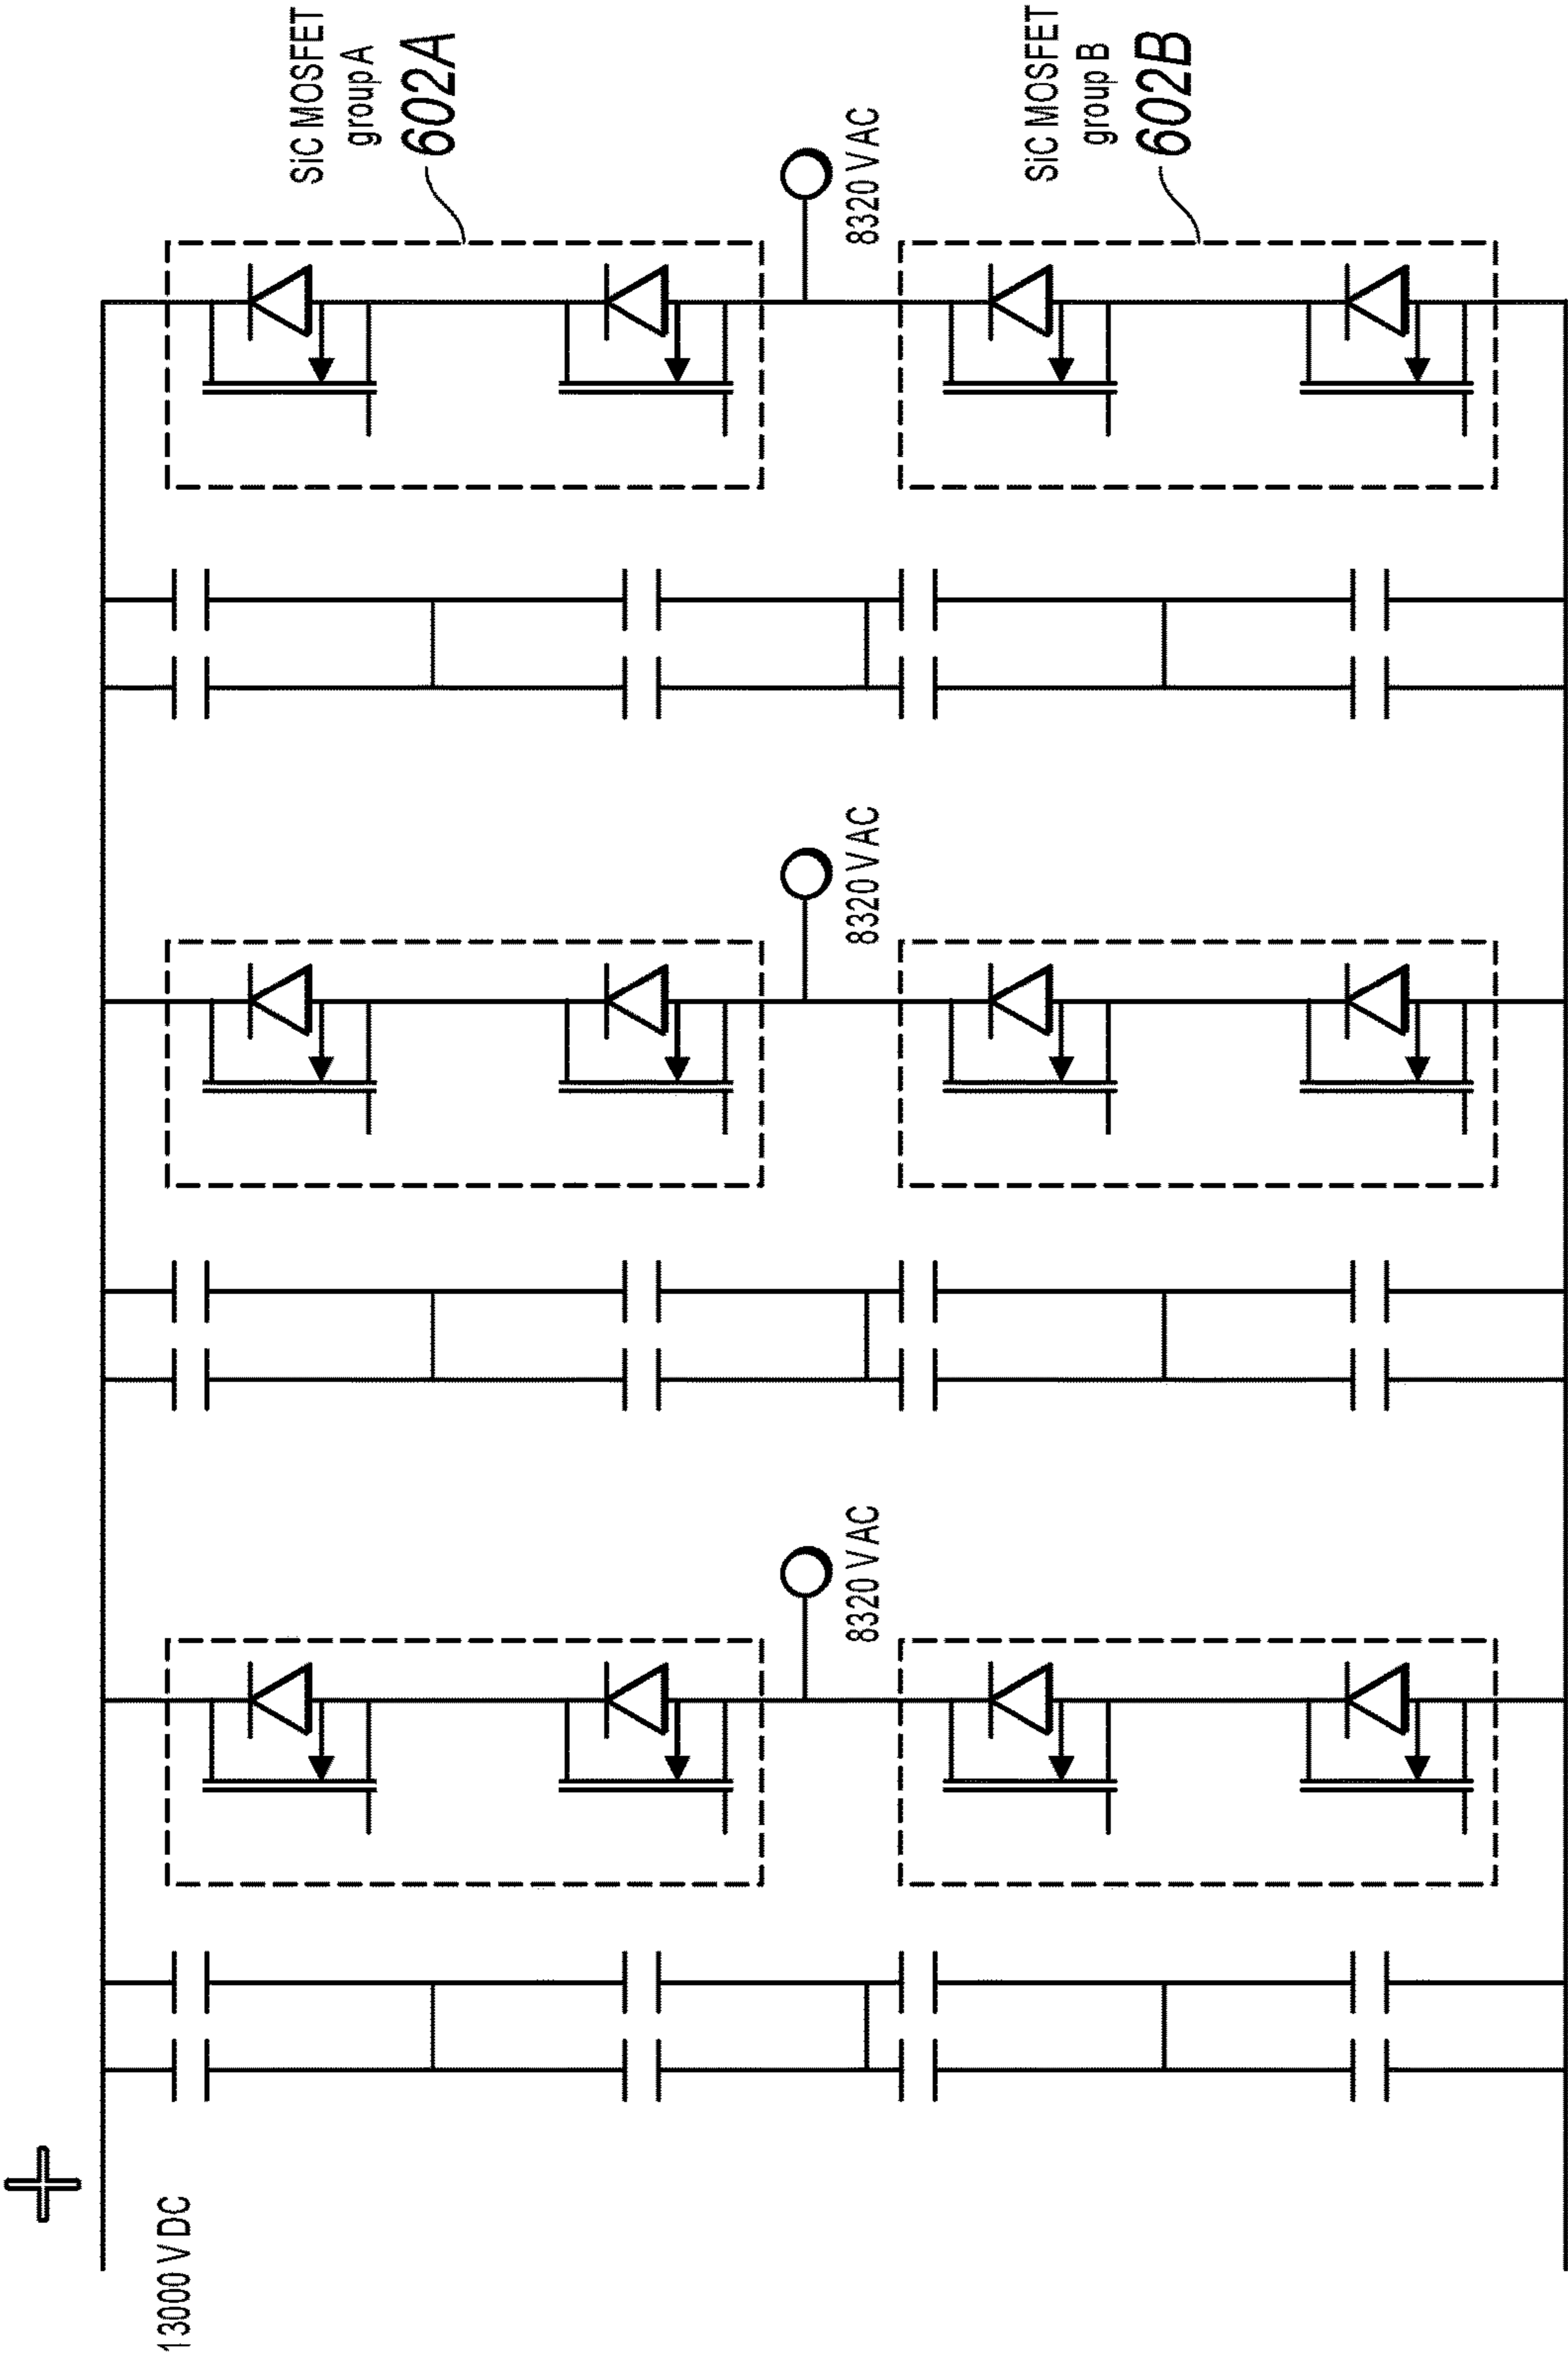 13000 V DC
8320 V AC
8320 V AC
8320 V AC
SiC MOSFET
group A
602A
SiC MOSFET
group B
602B